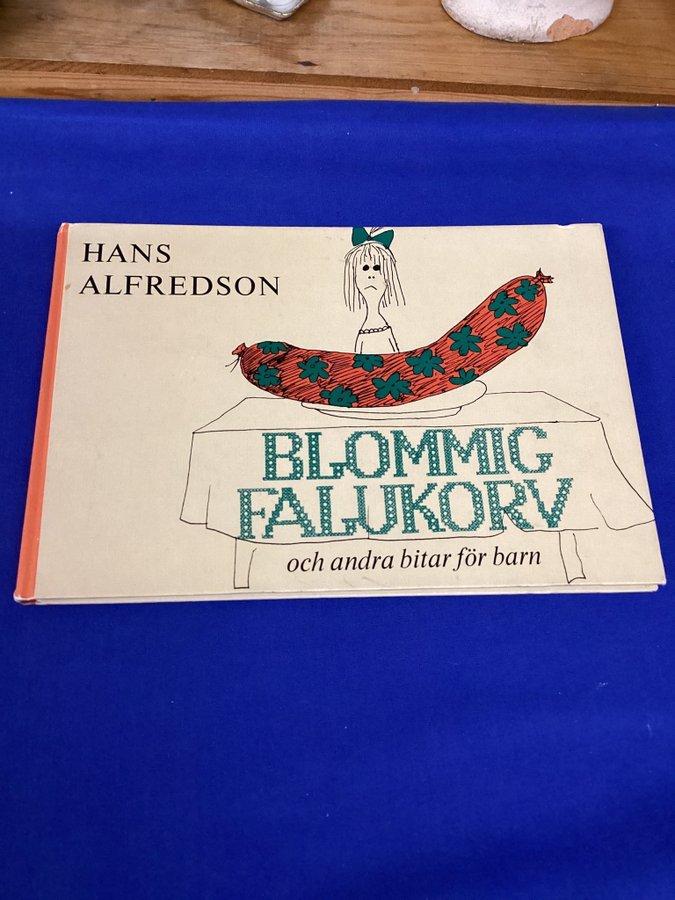 HANS
ALFREDSON
BLOMMIG
FALUKORV
och andra bitar för barn